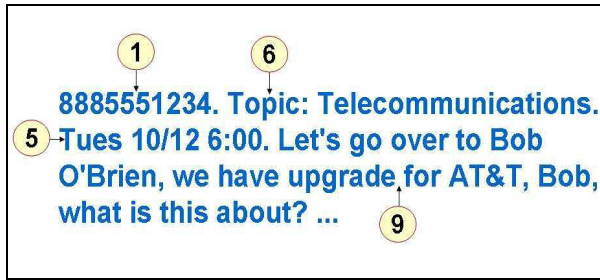 1 6
8885551234. Topic: Telecommunications.
5 Tues 10/12 6:00. Let's go over to Bob
O'Brien, we have upgrade for AT&T, Bob,
what is this about? ...
9